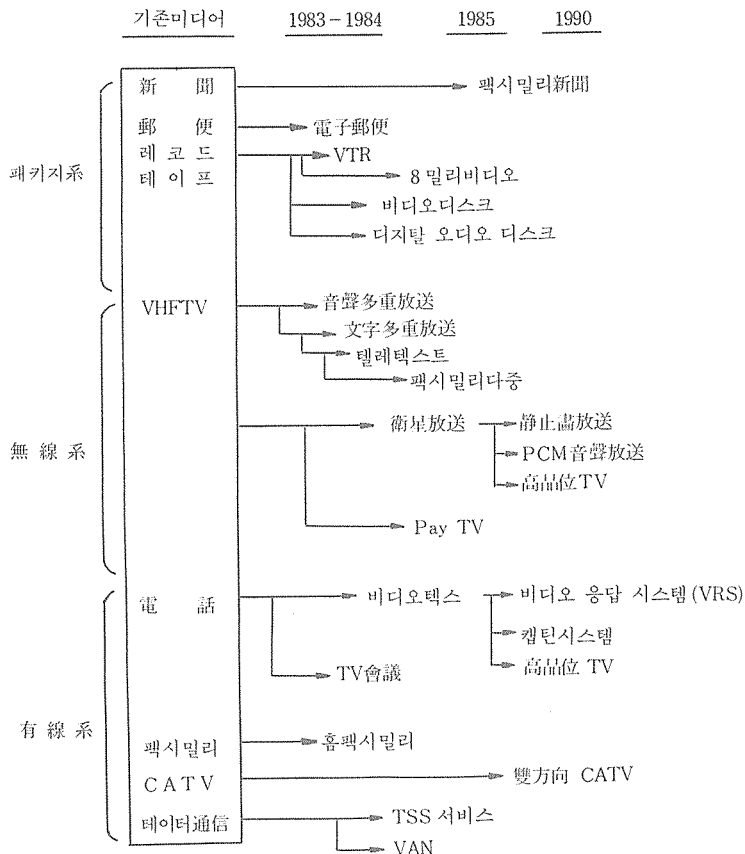 기존미디어 1983-1984 1985 1990
新聞 팩시밀리新聞
郵便 電子郵便
레코드 VTR
테이프 8밀리비디오
패키지系
비디오디스크
디지탈 오디오 디스크
VHFTV 音聲多重放送
文字多重放送
텔레텍스트
팩시밀리다중
衛星放送 静止畵放送
無線系
PCM音聲放送
高品位TV
Pay TV
電話 비디오텍스 비디오 응답 시스템(VRS)
캡틴시스템
TV會議 高品位 TV
有線系
팩시밀리 홈팩시밀리
CATV 雙方向 CATV
테이터通信 TSS 서비스
VAN